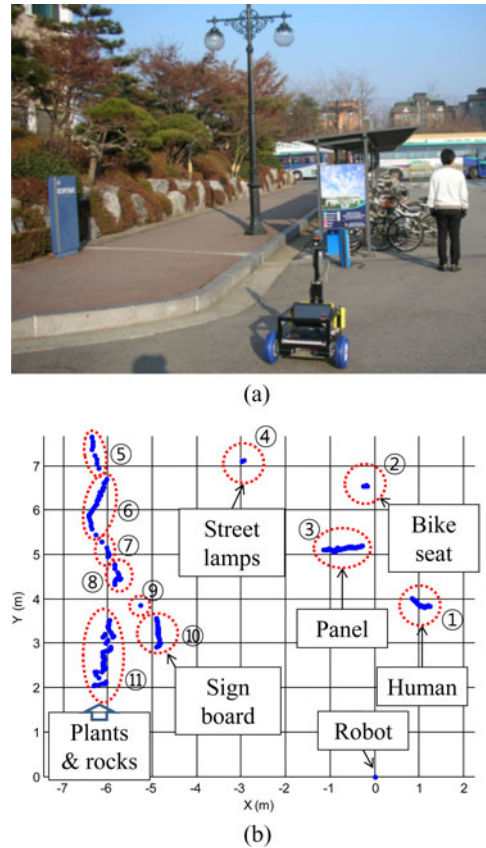 (a)
⑤
④
②
⑥
Street
lamps
③
Bike
seat
⑦
⑧
⑨
⑩
Panel
①
⑪
Sign
board
Human
Plants
& rocks
Robot
Y (m)
7
6
5
4
3
2
1
0
-7
-6
-5
-4
-3
-2
-1
0
1
2
X (m)
(b)